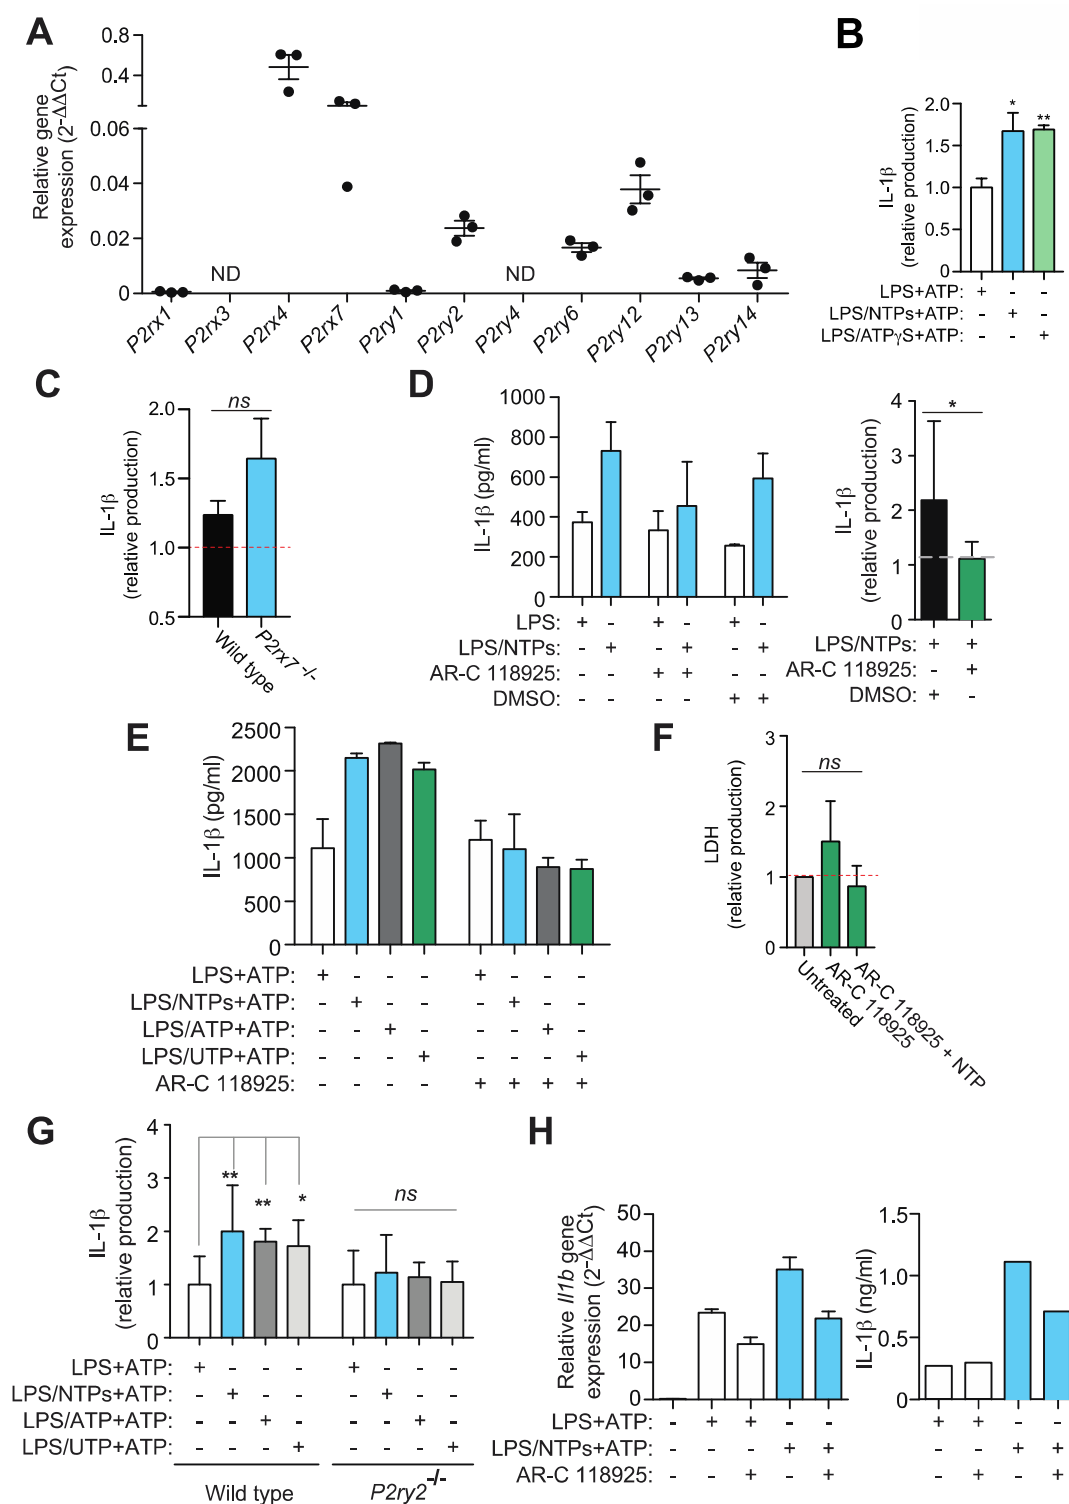 A
Relative gene
expression (2-ΔΔCt)
0.8
0.4
0.06
0.04
0.02
0
ND
ND
P2rx1
P2rx3
P2rx4
P2rx7
P2ry1
P2ry2
P2ry4
P2ry6
P2ry12
P2ry13
P2ry14
B
IL-1β
(relative production)
2.0
1.5
1.0
0.5
0
*
**
LPS+ATP: + - -
LPS/NTPs+ATP: - + -
LPS/ATPγS+ATP: - - +
C
IL-1β
(relative production)
2.0
1.5
1.0
0.5
ns
Wild type
P2rx7 -/-
D
IL-1β (pg/ml)
1000
800
600
400
200
0
LPS: + - + - + -
LPS/NTPs: - + - + - +
AR-C 118925: - - + + - -
DMSO: - - - - + +
IL-1β
(relative production)
4
3
2
1
0
*
LPS/NTPs: + +
AR-C 118925: - +
DMSO: + -
E
IL-1β (pg/ml)
2500
2000
1500
1000
500
0
LPS+ATP: + - - - + - - -
LPS/NTPs+ATP: - + - - - + - -
LPS/ATP+ATP: - - + - - - + -
LPS/UTP+ATP: - - - + - - - +
AR-C 118925: - - - - + + + +
F
LDH
(relative production)
3
2
1
0
ns
Untreated
AR-C 118925
AR-C 118925 + NTP
G
IL-1β
(relative production)
4
3
2
1
0
**
**
*
ns
LPS+ATP: + - - - + - - -
LPS/NTPs+ATP: - + - - - + - -
LPS/ATP+ATP: - - + - - - + -
LPS/UTP+ATP: - - - + - - - +
Wild type
P2ry2-/-
H
Relative Il1b gene
expression (2-ΔΔCt)
50
40
30
20
10
0
LPS+ATP: - + + - -
LPS/NTPs+ATP: - - - + +
AR-C 118925: - - + - +
IL-1β (ng/ml)
1.5
1.0
0.5
0
+ + - -
- - + +
- + - +